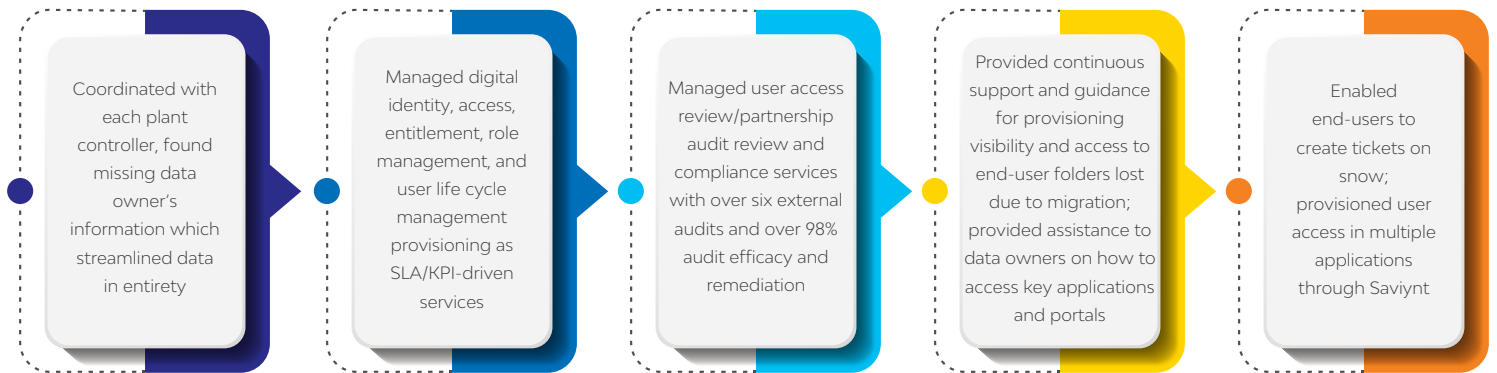 Coordinated with
each plant
controller, found
missing data
owner's
information which
streamlined data
in entirety
Managed digital
identity, access,
entitlement, role
management, and
user life cycle
management
provisioning as
SLA/KPI-driven
services
Managed user access
review/partnership
audit review and
compliance services
with over six external
audits and over 98%
audit efficacy and
remediation
Provided continuous
support and guidance
for provisioning
visibility and access to
end-user folders lost
due to migration;
provided assistance to
data owners on how to
access key applications
and portals
Enabled
end-users to
create tickets on
snow;
provisioned user
access in multiple
applications
through Saviynt